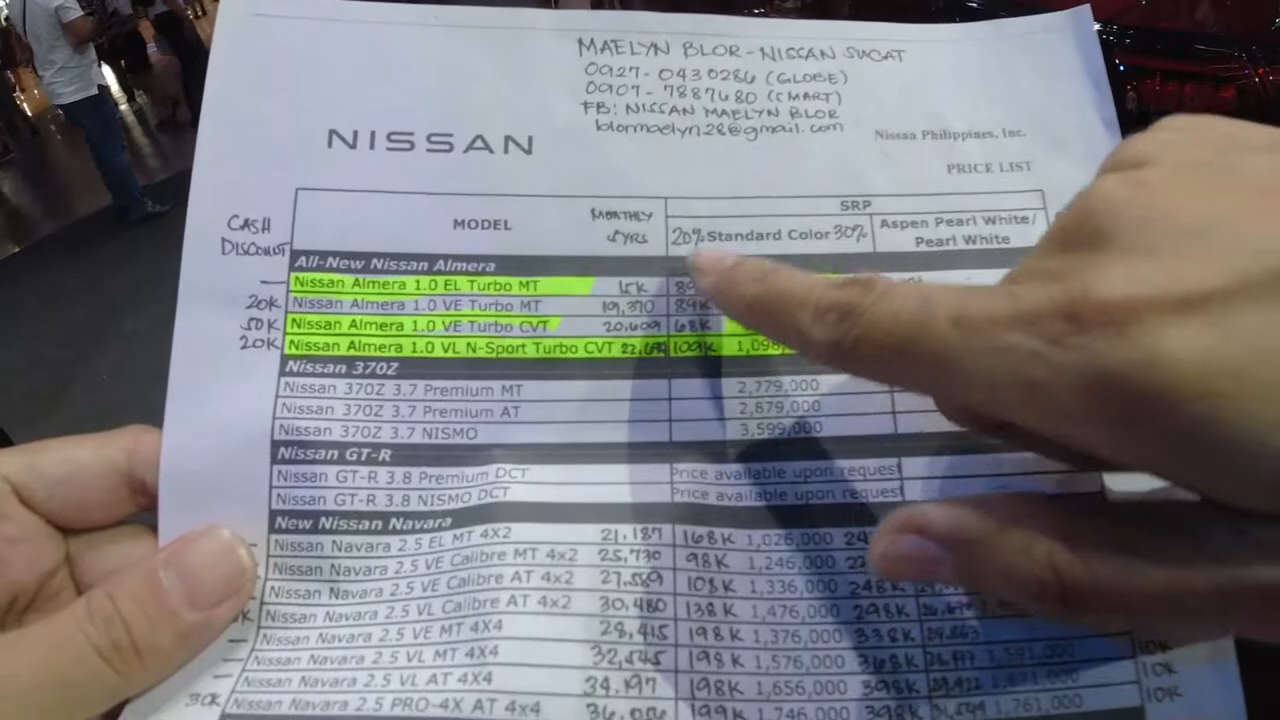 MAELYN BLOR - NISSAN SUCAT
0927-0430286 (GLOBE)
0907-7887680 (SMART)
FB: NISSAN MAELYN BLOR
blormaelyn28@gmail.com
NISSAN
Nissan Philippines, Inc.
PRICE LIST
CASH DISCOUNT
MODEL MONTHLY 5YRS SRP
20% Standard Color 30% Aspen Pearl White/ Pearl White
All-New Nissan Almera
— Nissan Almera 1.0 EL Turbo MT 15K
20K Nissan Almera 1.0 VE Turbo MT 19,370 89K
50K Nissan Almera 1.0 VE Turbo CVT 20,609 68K
20K Nissan Almera 1.0 VL N-Sport Turbo CVT 109K
Nissan 370Z
Nissan 370Z 3.7 Premium MT 2,779,000
Nissan 370Z 3.7 Premium AT 2,879,000
Nissan 370Z 3.7 NISMO 3,599,000
Nissan GT-R
Nissan GT-R 3.8 Premium DCT Price available upon request
Nissan GT-R 3.8 NISMO DCT Price available upon request
New Nissan Navara
Nissan Navara 2.5 EL MT 4X2 21,187 168K 1,026,000
Nissan Navara 2.5 VE Calibre MT 4x2 25,730 98K 1,246,000
Nissan Navara 2.5 VE Calibre AT 4x2 27,589 108K 1,336,000 248K
Nissan Navara 2.5 VL Calibre AT 4x2 30,480 138K 1,476,000 298K
Nissan Navara 2.5 VE MT 4X4 28,415 198K 1,376,000 338K
— Nissan Navara 2.5 VL MT 4X4 32,545 198K 1,576,000 368K 1,591,000 10K
— Nissan Navara 2.5 VL AT 4X4 34,197 198K 1,656,000 398K 1,671,000 10K
30K Nissan Navara 2.5 PRO-4X AT 4x4 36,056 199K 1,746,000 398K 1,761,000 10K